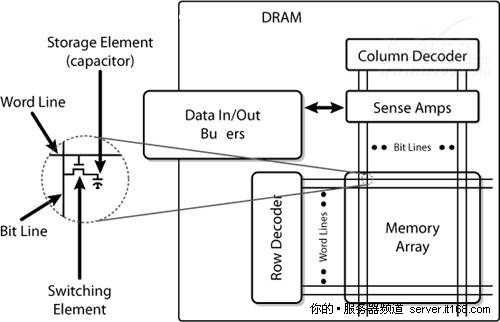 DRAM
Storage Element
(capacitor)
Word Line
Bit Line
Switching
Element
Column Decoder
Data In/Out
Bu ers
Sense Amps
Bit Lines
Row Decoder
Word Lines
Memory
Array
你的·服务器频道 server.it168.com